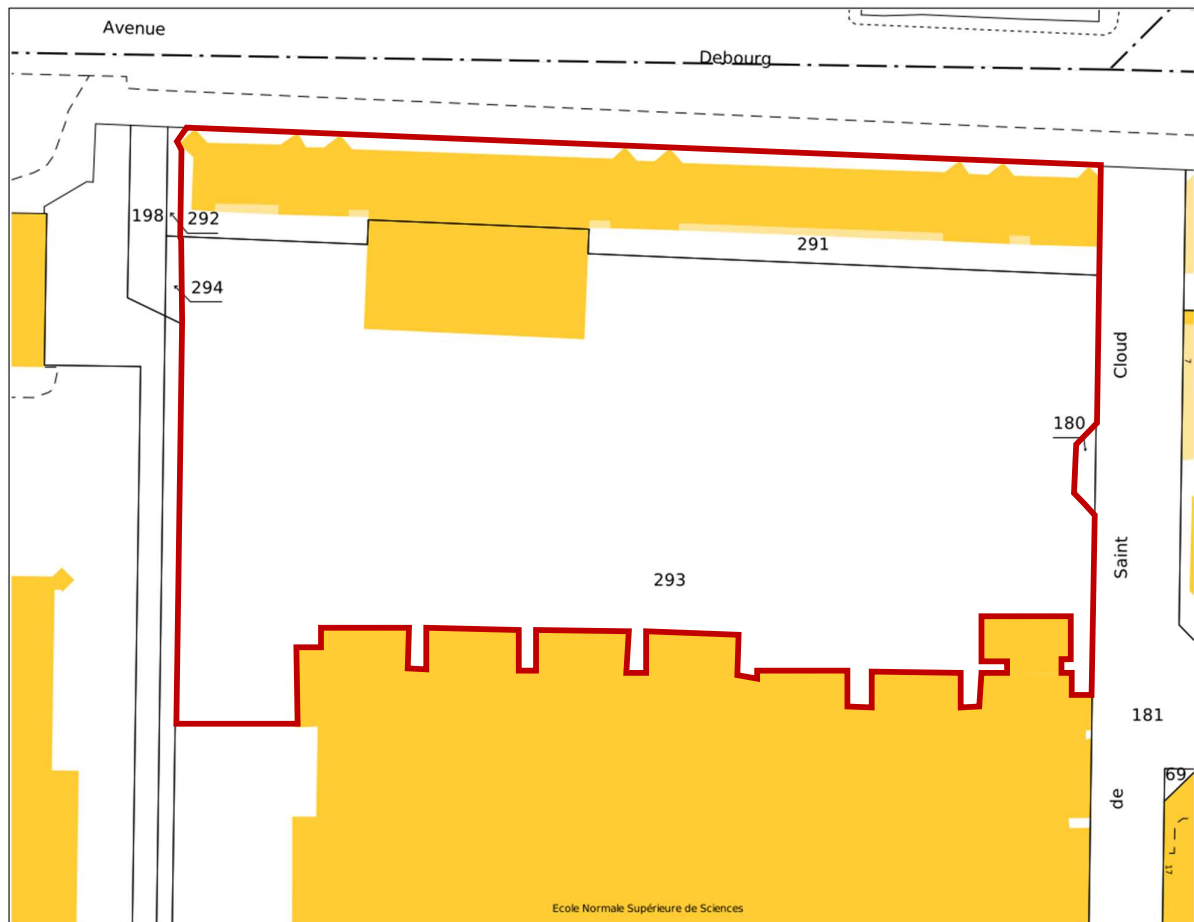 Avenue
Debourg
198
292
291
294
Cloud
7
180
Saint
293
181
69
de
17
Ecole Normale Supérieure de Sciences